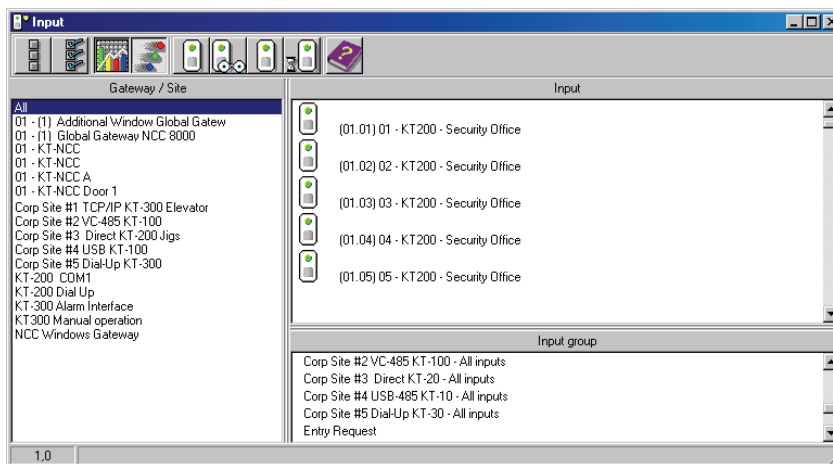 Input
Gateway / Site
All
01 - (1) Additional Window Global Gatew
01 - (1) Global Gateway NCC 8000
01 - KT-NCC
01 - KT-NCC
01 - KT-NCC A
01 - KT-NCC Door 1
Corp Site #1 TCP/IP KT-300 Elevator
Corp Site #2 VC-485 KT-100
Corp Site #3 Direct KT-200 Jigs
Corp Site #4 USB KT-100
Corp Site #5 Dial-Up KT-300
KT-200 COM1
KT-200 Dial Up
KT-300 Alarm Interface
KT300 Manual operation
NCC Windows Gateway
Input
(01.01) 01 - KT200 - Security Office
(01.02) 02 - KT200 - Security Office
(01.03) 03 - KT200 - Security Office
(01.04) 04 - KT200 - Security Office
(01.05) 05 - KT200 - Security Office
Input group
Corp Site #2 VC-485 KT-100 - All inputs
Corp Site #3 Direct KT-20 - All inputs
Corp Site #4 USB-485 KT-10 - All inputs
Corp Site #5 Dial-Up KT-30 - All inputs
Entry Request
1,0